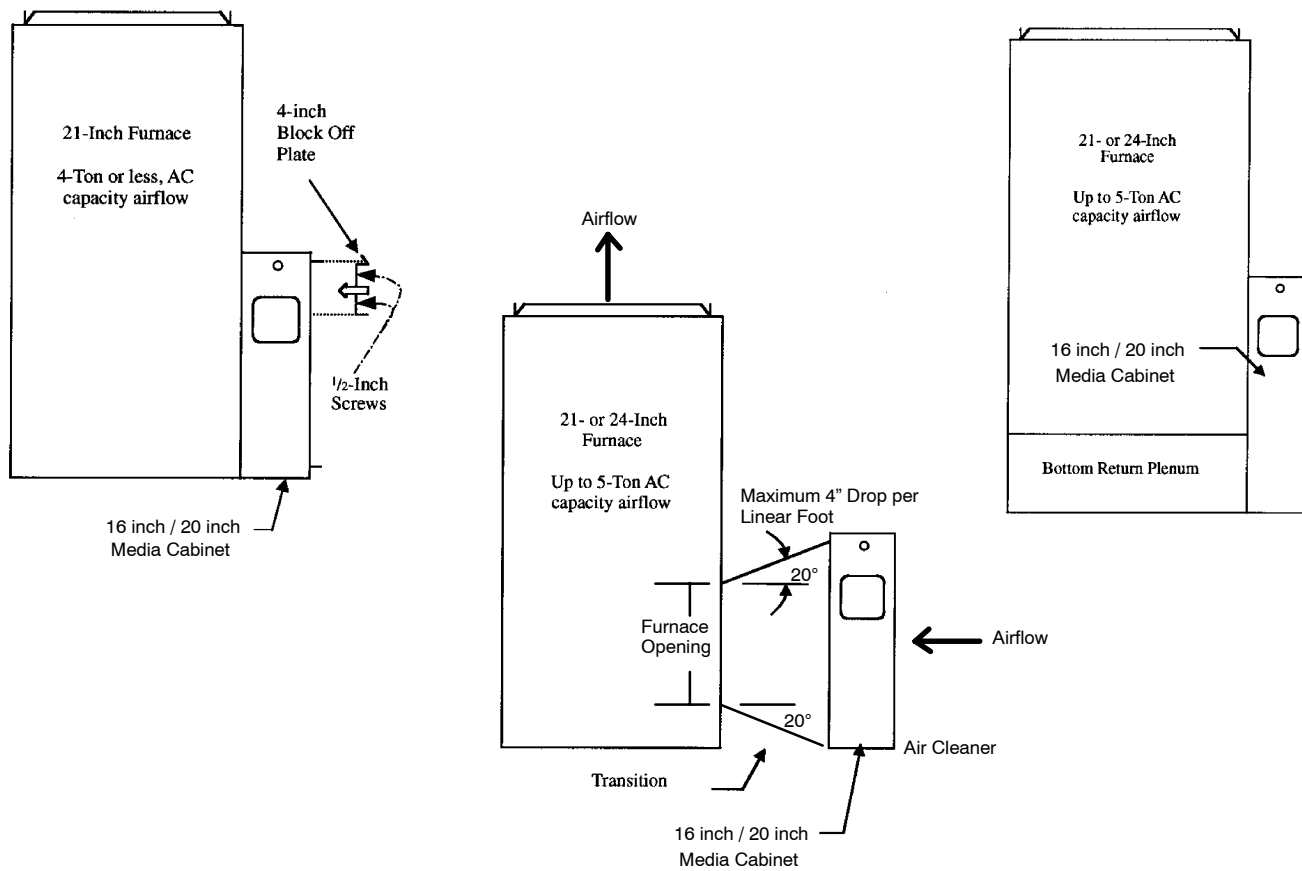 21-Inch Furnace
4-Ton or less, AC
capacity airflow
4-inch
Block Off
Plate
1/2-Inch
Screws
16 inch / 20 inch
Media Cabinet
Airflow
21- or 24-Inch
Furnace
Up to 5-Ton AC
capacity airflow
Maximum 4” Drop per
Linear Foot
20°
Furnace
Opening
20°
Airflow
Air Cleaner
Transition
16 inch / 20 inch
Media Cabinet
21- or 24-Inch
Furnace
Up to 5-Ton AC
capacity airflow
16 inch / 20 inch
Media Cabinet
Bottom Return Plenum